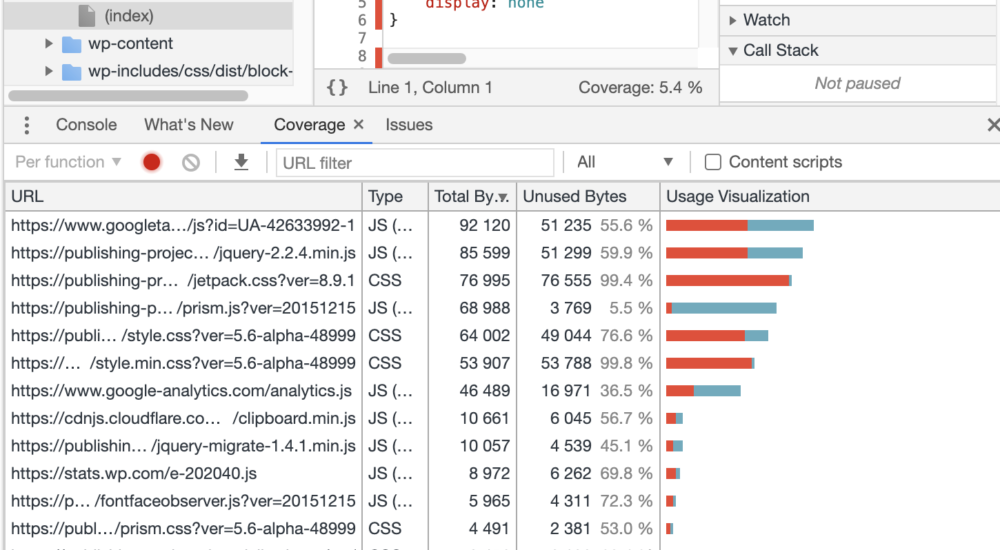 5 display: none
(index)
6 }
Watch
7
wp-content
Call Stack
8
wp-includes/css/dist/block-
Not paused
{} Line 1, Column 1 Coverage: 5.4 %
Console What's New Coverage × Issues ×
Per function ▼ URL filter All ▼ Content scripts
URL Type Total By... Unused Bytes Usage Visualization
https://www.googleta…/js?id=UA-42633992-1 JS (... 92 120 51 235 55.6 %
https://publishing-projec… /jquery-2.2.4.min.js JS (... 85 599 51 299 59.9 %
https://publishing-pr… /jetpack.css?ver=8.9.1 CSS 76 995 76 555 99.4 %
https://publishing-p… /prism.js?ver=20151215 JS (... 68 988 3 769 5.5 %
https://publi… /style.css?ver=5.6-alpha-48999 CSS 64 002 49 044 76.6 %
https://… /style.min.css?ver=5.6-alpha-48999 CSS 53 907 53 788 99.8 %
https://www.google-analytics.com/analytics.js JS (... 46 489 16 971 36.5 %
https://cdnjs.cloudflare.co… /clipboard.min.js JS (... 10 661 6 045 56.7 %
https://publishin… /jquery-migrate-1.4.1.min.js JS (... 10 057 4 539 45.1 %
https://stats.wp.com/e-202040.js JS (... 8 972 6 262 69.8 %
https://p… /fontfaceobserver.js?ver=20151215 JS (... 5 965 4 311 72.3 %
https://publ…/prism.css?ver=5.6-alpha-48999 CSS 4 491 2 381 53.0 %